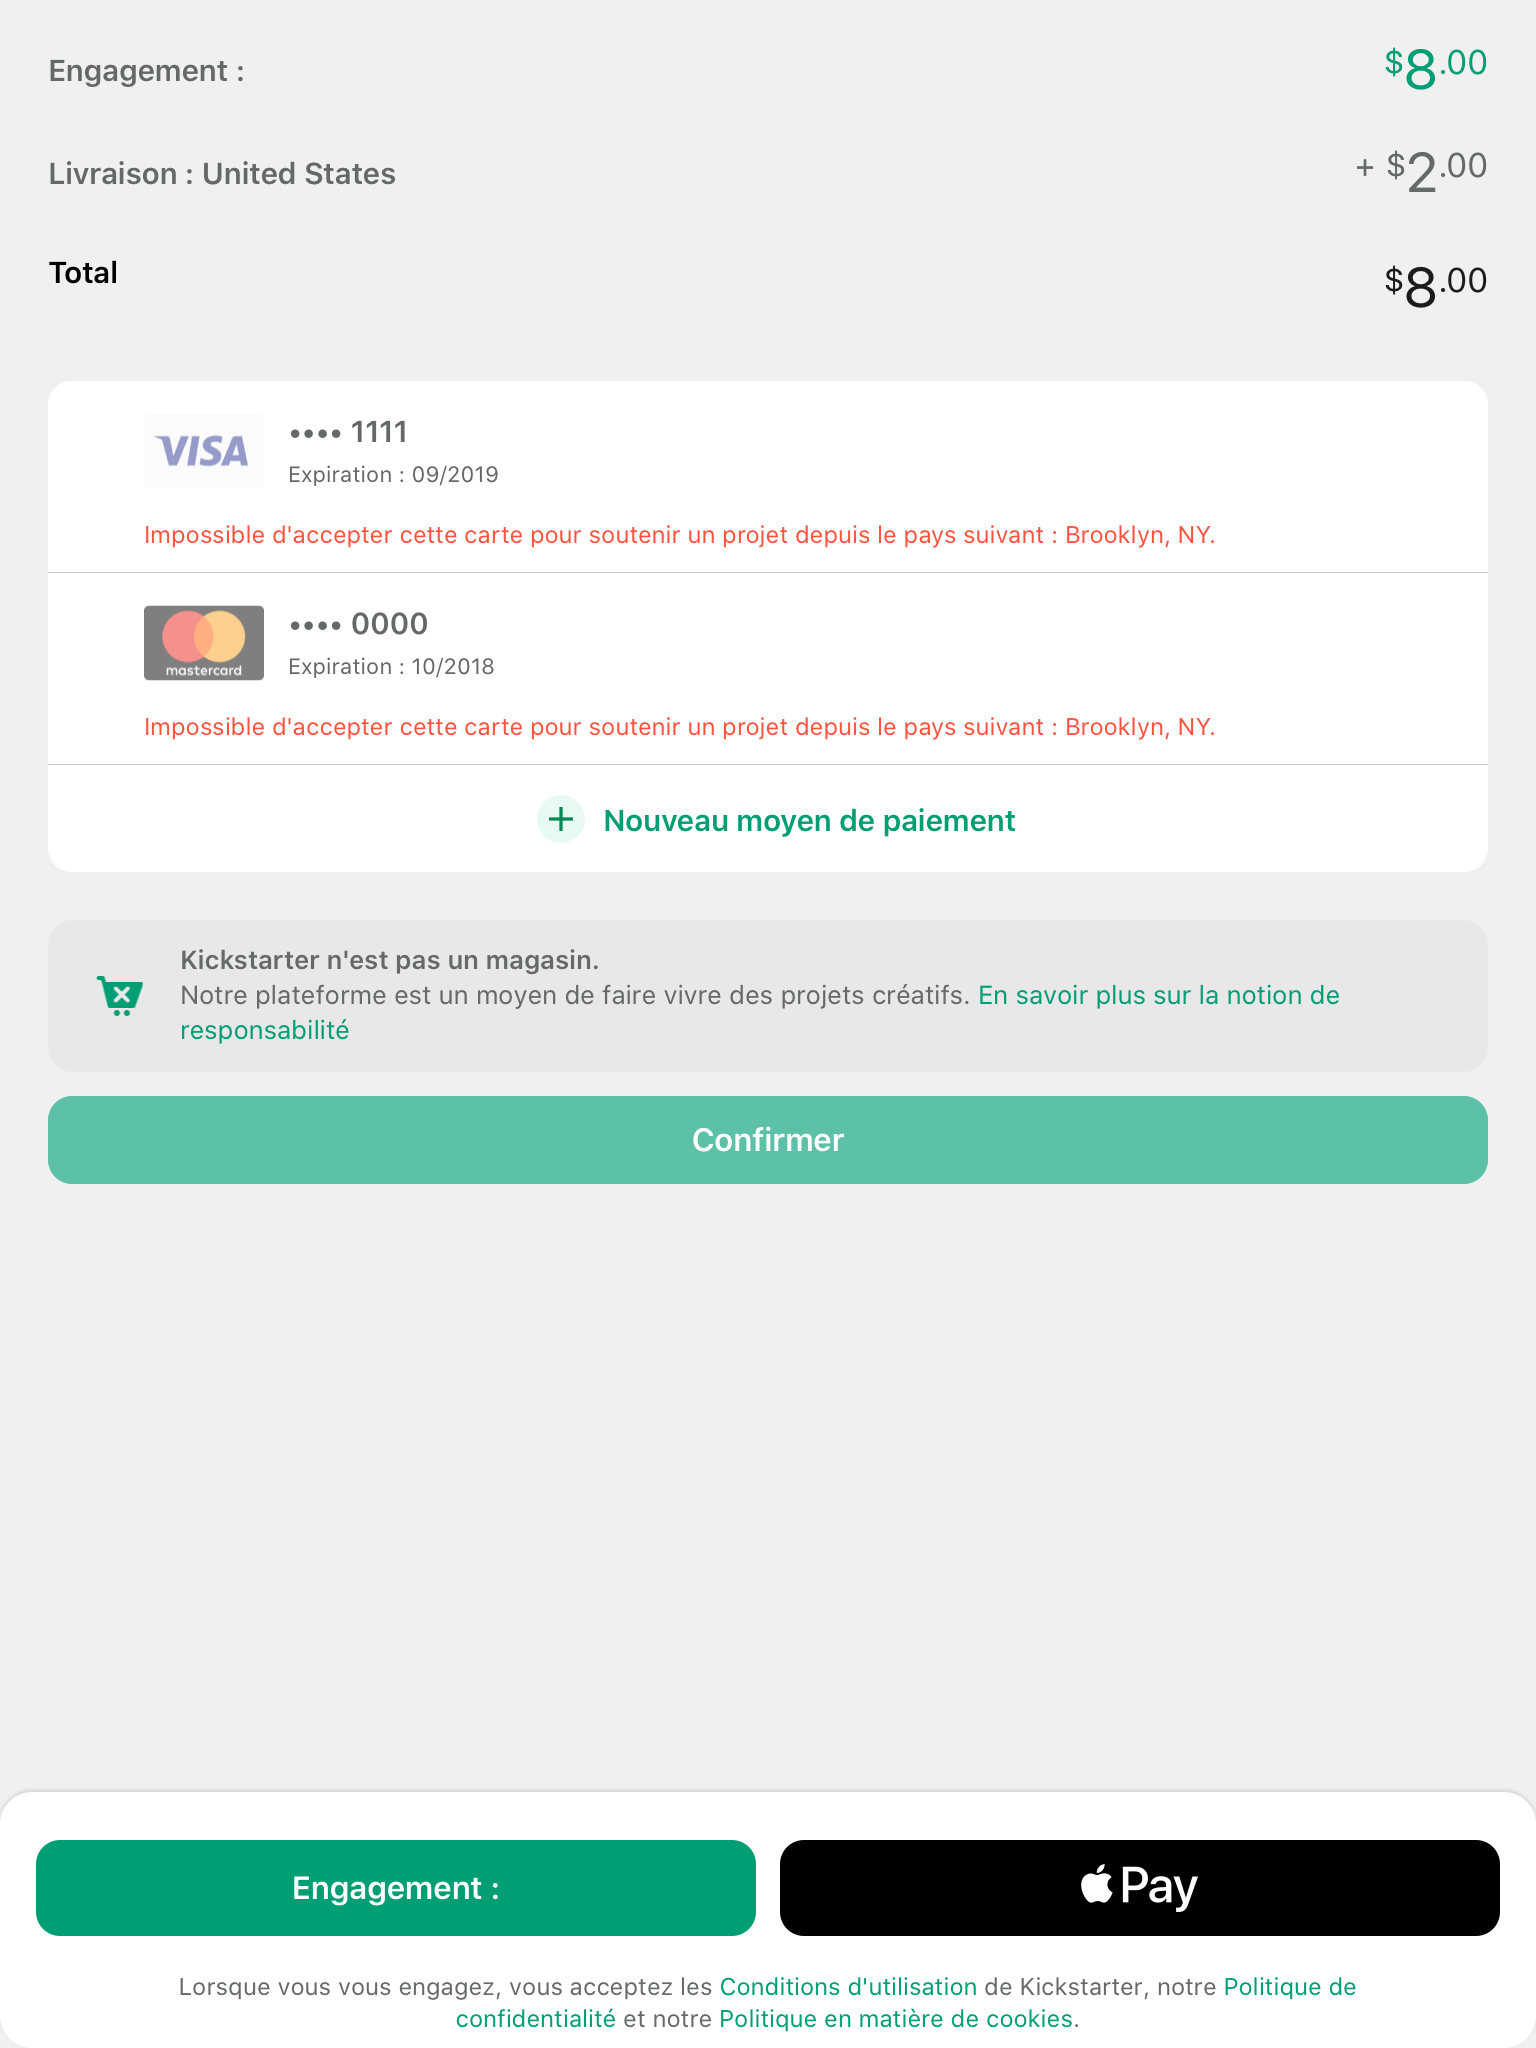 Engagement :
$8.00
Livraison : United States
+ $2.00
Total
$8.00
VISA
•••• 1111
Expiration : 09/2019
Impossible d'accepter cette carte pour soutenir un projet depuis le pays suivant : Brooklyn, NY.
mastercard
•••• 0000
Expiration : 10/2018
Impossible d'accepter cette carte pour soutenir un projet depuis le pays suivant : Brooklyn, NY.
Nouveau moyen de paiement
Kickstarter n'est pas un magasin.
Notre plateforme est un moyen de faire vivre des projets créatifs. En savoir plus sur la notion de
responsabilité
Confirmer
Engagement :
Pay
Lorsque vous vous engagez, vous acceptez les Conditions d'utilisation de Kickstarter, notre Politique de
confidentialité et notre Politique en matière de cookies.